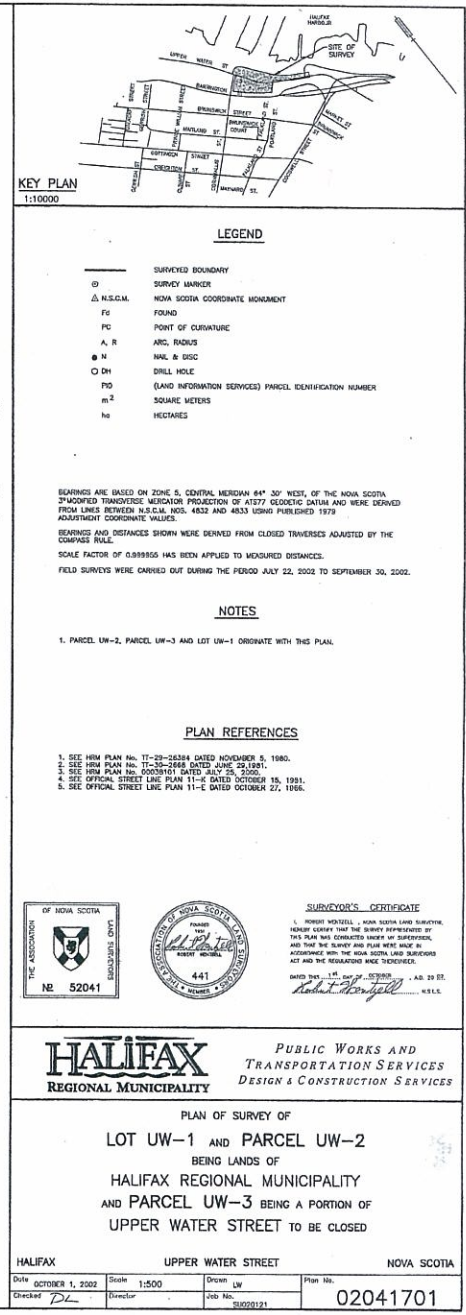 HALIFAX
HARBOUR
SITE OF
SURVEY
UPPER WATER ST
BARRINGTON
BRUNSWICK STREET
BRUNSWICK
COURT
MAITLAND ST.
PRINCE WILLIAM STREET
GOTTINGEN STREET
CREIGHTON ST.
MAYNARD ST.
PORTLAND
MARKET ST
BRUNSWICK
COGSWELL STREET
KEY PLAN
1:10000
LEGEND
SURVEYED BOUNDARY
SURVEY MARKER
△ N.S.C.M. NOVA SCOTIA COORDINATE MONUMENT
Fd FOUND
PC POINT OF CURVATURE
A, R ARC, RADIUS
● N NAIL & DISC
○ DH DRILL HOLE
PID (LAND INFORMATION SERVICES) PARCEL IDENTIFICATION NUMBER
m² SQUARE METERS
ha HECTARES
BEARINGS ARE BASED ON ZONE 5, CENTRAL MERIDIAN 64° 30' WEST, OF THE NOVA SCOTIA
3° MODIFIED TRANSVERSE MERCATOR PROJECTION OF ATS77 GEODETIC DATUM AND WERE DERIVED
FROM LINES BETWEEN N.S.C.M. NOS. 4832 AND 4833 USING PUBLISHED 1979
ADJUSTMENT COORDINATE VALUES.
BEARINGS AND DISTANCES SHOWN WERE DERIVED FROM CLOSED TRAVERSES ADJUSTED BY THE
COMPASS RULE.
SCALE FACTOR OF 0.999955 HAS BEEN APPLIED TO MEASURED DISTANCES.
FIELD SURVEYS WERE CARRIED OUT DURING THE PERIOD JULY 22, 2002 TO SEPTEMBER 30, 2002.
NOTES
1. PARCEL UW-2, PARCEL UW-3 AND LOT UW-1 ORIGINATE WITH THIS PLAN.
PLAN REFERENCES
1. SEE HRM PLAN No. TT-29-26384 DATED NOVEMBER 5, 1980.
2. SEE HRM PLAN No. TT-30-2668 DATED JUNE 29,1981.
3. SEE HRM PLAN No. 00038101 DATED JULY 25, 2000.
4. SEE OFFICIAL STREET LINE PLAN 11-K DATED OCTOBER 15, 1951.
5. SEE OFFICIAL STREET LINE PLAN 11-E DATED OCTOBER 27, 1066.
THE ASSOCIATION
OF NOVA SCOTIA
LAND SURVEYORS
Nº 52041
THE ASSOCIATION OF NOVA SCOTIA LAND SURVEYORS
FOUNDED
1951
ROBERT WENTZELL
441
MEMBER
SURVEYOR'S CERTIFICATE
I, ROBERT WENTZELL , NOVA SCOTIA LAND SURVEYOR,
HEREBY CERTIFY THAT THE SURVEY REPRESENTED BY
THIS PLAN WAS CONDUCTED UNDER MY SUPERVISION,
AND THAT THE SURVEY AND PLAN WERE MADE IN
ACCORDANCE WITH THE NOVA SCOTIA LAND SURVEYORS
ACT AND THE REGULATIONS MADE THEREUNDER.
DATED THIS 1st DAY OF OCTOBER , A.D. 20 02.
Robert Wentzell N.S.L.S.
HALIFAX
REGIONAL MUNICIPALITY
PUBLIC WORKS AND
TRANSPORTATION SERVICES
DESIGN & CONSTRUCTION SERVICES
PLAN OF SURVEY OF
LOT UW-1 AND PARCEL UW-2
BEING LANDS OF
HALIFAX REGIONAL MUNICIPALITY
AND PARCEL UW-3 BEING A PORTION OF
UPPER WATER STREET TO BE CLOSED
HALIFAX UPPER WATER STREET NOVA SCOTIA
Date OCTOBER 1, 2002 Scale 1:500 Drawn LW Plan No.
Checked DL Director Job No. SU020121 02041701